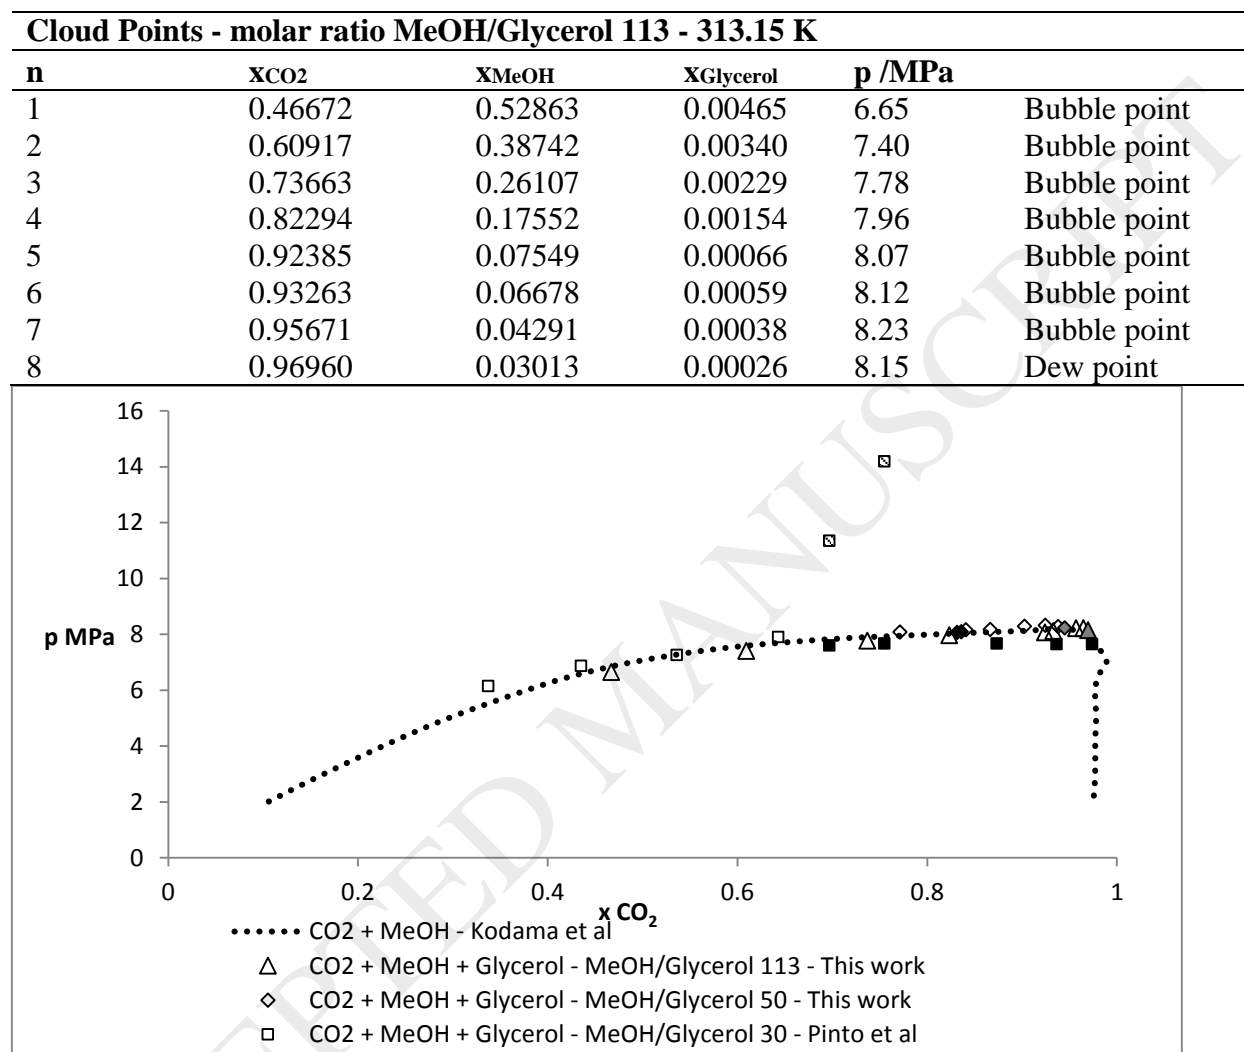 Cloud Points - molar ratio MeOH/Glycerol 113 - 313.15 K
n xCO2 xMeOH xGlycerol p /MPa
1 0.46672 0.52863 0.00465 6.65 Bubble point
2 0.60917 0.38742 0.00340 7.40 Bubble point
3 0.73663 0.26107 0.00229 7.78 Bubble point
4 0.82294 0.17552 0.00154 7.96 Bubble point
5 0.92385 0.07549 0.00066 8.07 Bubble point
6 0.93263 0.06678 0.00059 8.12 Bubble point
7 0.95671 0.04291 0.00038 8.23 Bubble point
8 0.96960 0.03013 0.00026 8.15 Dew point
16
14
12
10
8
p MPa
6
4
2
0
0 0.2 0.4 0.6 0.8 1
x CO2
CO2 + MeOH - Kodama et al
CO2 + MeOH + Glycerol - MeOH/Glycerol 113 - This work
CO2 + MeOH + Glycerol - MeOH/Glycerol 50 - This work
CO2 + MeOH + Glycerol - MeOH/Glycerol 30 - Pinto et al
PTED MANUSCRIPT